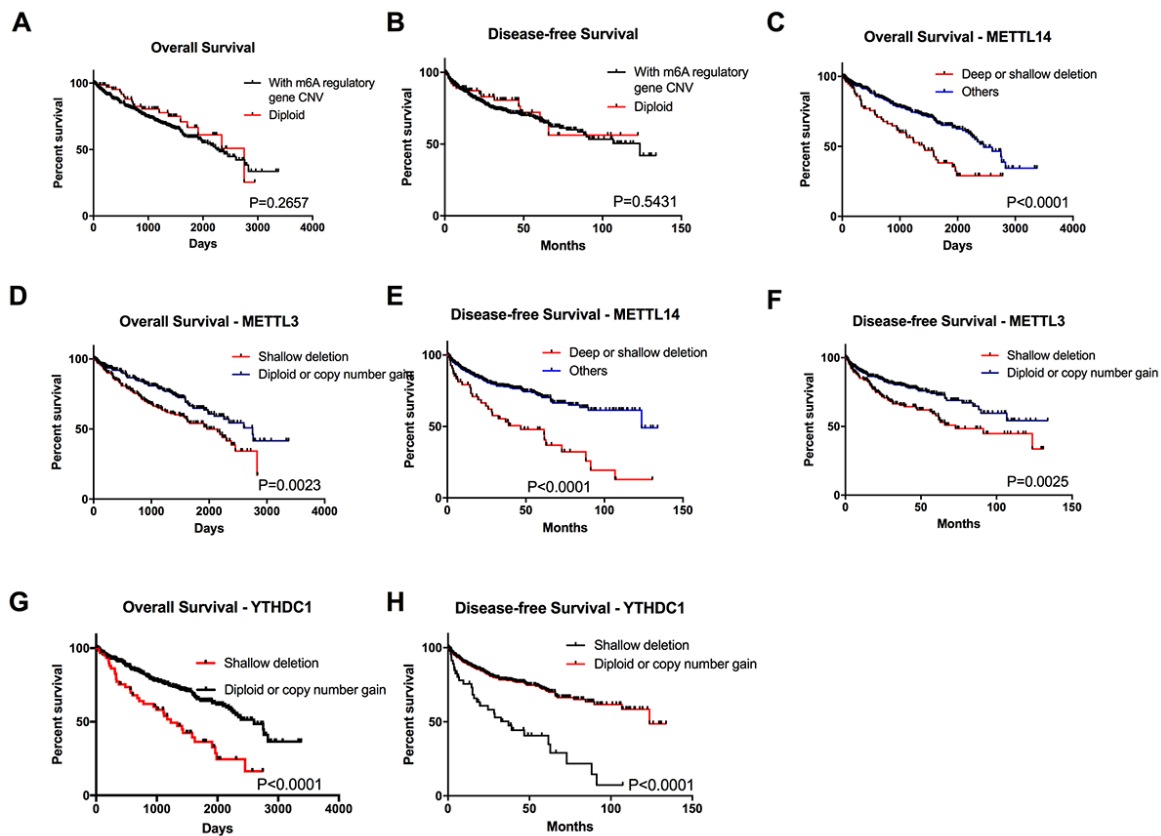 A
Overall Survival
Percent survival
100
50
0
0
1000
2000
3000
4000
Days
With m6A regulatory
gene CNV
Diploid
P=0.2657
B
Disease-free Survival
Percent survival
100
50
0
0
50
100
150
Months
With m6A regulatory
gene CNV
Diploid
P=0.5431
C
Overall Survival - METTL14
Percent survival
100
50
0
0
1000
2000
3000
4000
Days
Deep or shallow deletion
Others
P<0.0001
D
Overall Survival - METTL3
Percent survival
100
50
0
0
1000
2000
3000
4000
Days
Shallow deletion
Diploid or copy number gain
P=0.0023
E
Disease-free Survival - METTL14
Percent survival
100
50
0
0
50
100
150
Months
Deep or shallow deletion
Others
P<0.0001
F
Disease-free Survival - METTL3
Percent survival
100
50
0
0
50
100
150
Months
Shallow deletion
Diploid or copy number gain
P=0.0025
G
Overall Survival - YTHDC1
Percent survival
100
50
0
0
1000
2000
3000
4000
Days
Shallow deletion
Diploid or copy number gain
P<0.0001
H
Disease-free Survival - YTHDC1
Percent survival
100
50
0
0
50
100
150
Months
Shallow deletion
Diploid or copy number gain
P<0.0001